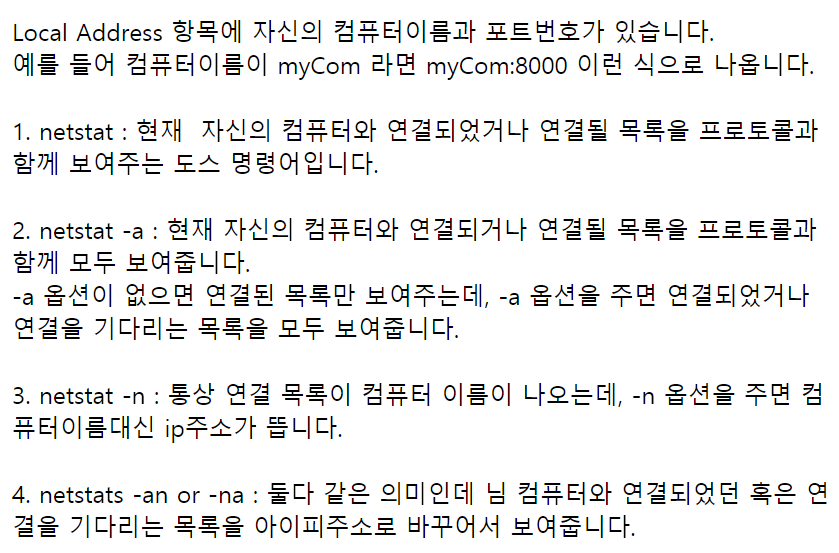 Local Address 항목에 자신의 컴퓨터이름과 포트번호가 있습니다.
예를 들어 컴퓨터이름이 myCom 라면 myCom:8000 이런 식으로 나옵니다.
1. netstat : 현재  자신의 컴퓨터와 연결되었거나 연결될 목록을 프로토콜과
함께 보여주는 도스 명령어입니다.
2. netstat -a : 현재 자신의 컴퓨터와 연결되거나 연결될 목록을 프로토콜과
함께 모두 보여줍니다.
-a 옵션이 없으면 연결된 목록만 보여주는데, -a 옵션을 주면 연결되었거나
연결을 기다리는 목록을 모두 보여줍니다.
3. netstat -n : 통상 연결 목록이 컴퓨터 이름이 나오는데, -n 옵션을 주면 컴
퓨터이름대신 ip주소가 뜹니다.
4. netstats -an or -na : 둘다 같은 의미인데 님 컴퓨터와 연결되었던 혹은 연
결을 기다리는 목록을 아이피주소로 바꾸어서 보여줍니다.